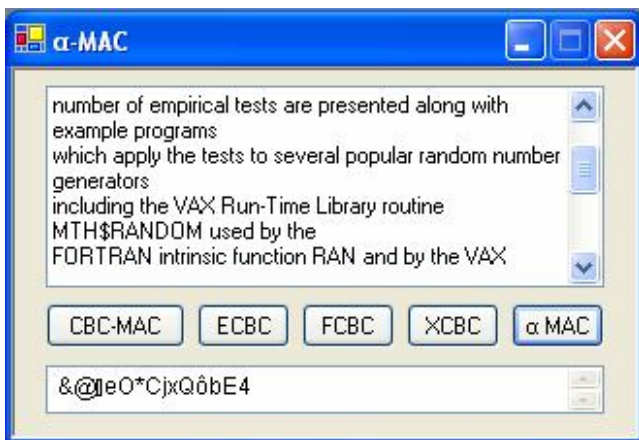 α-MAC
number of empirical tests are presented along with
example programs
which apply the tests to several popular random number
generators
including the VAX Run-Time Library routine
MTH$RANDOM used by the
FORTRAN intrinsic function RAN and by the VAX
CBC-MAC ECBC FCBC XCBC α MAC
&@▯eO*CjxQôbE4